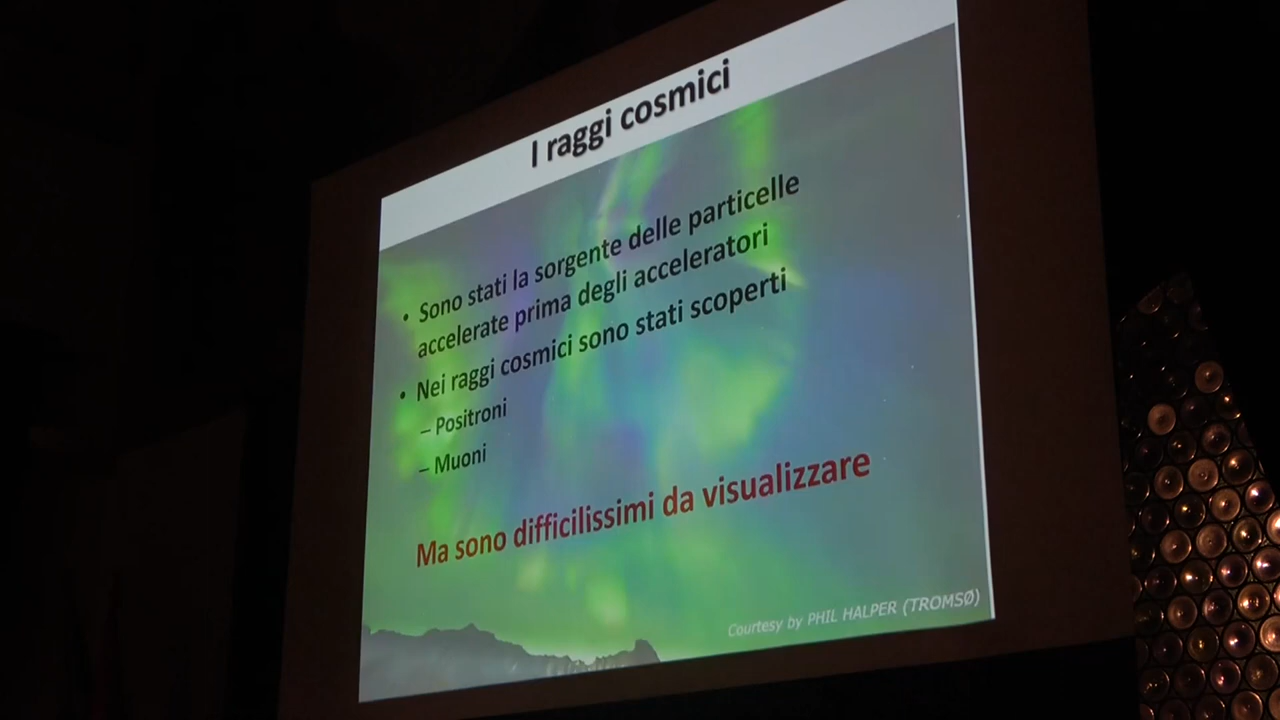 I raggi cosmici
• Sono stati la sorgente delle particelle
accelerate prima degli acceleratori
• Nei raggi cosmici sono stati scoperti
– Positroni
– Muoni
Ma sono difficilissimi da visualizzare
Courtesy by PHIL HALPER (TROMSØ)